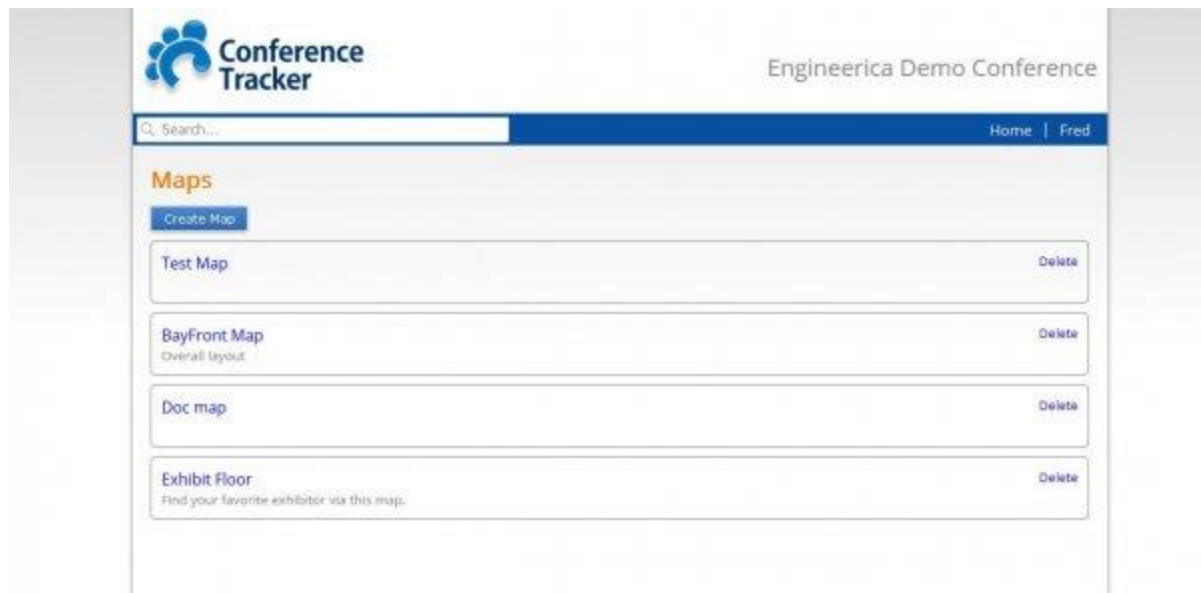 Conference
Tracker
Engineerica Demo Conference
Search...
Home | Fred
Maps
Create Map
Test Map
Delete
BayFront Map
Delete
Overall layout
Doc map
Delete
Exhibit Floor
Delete
Find your favorite exhibitor via this map.